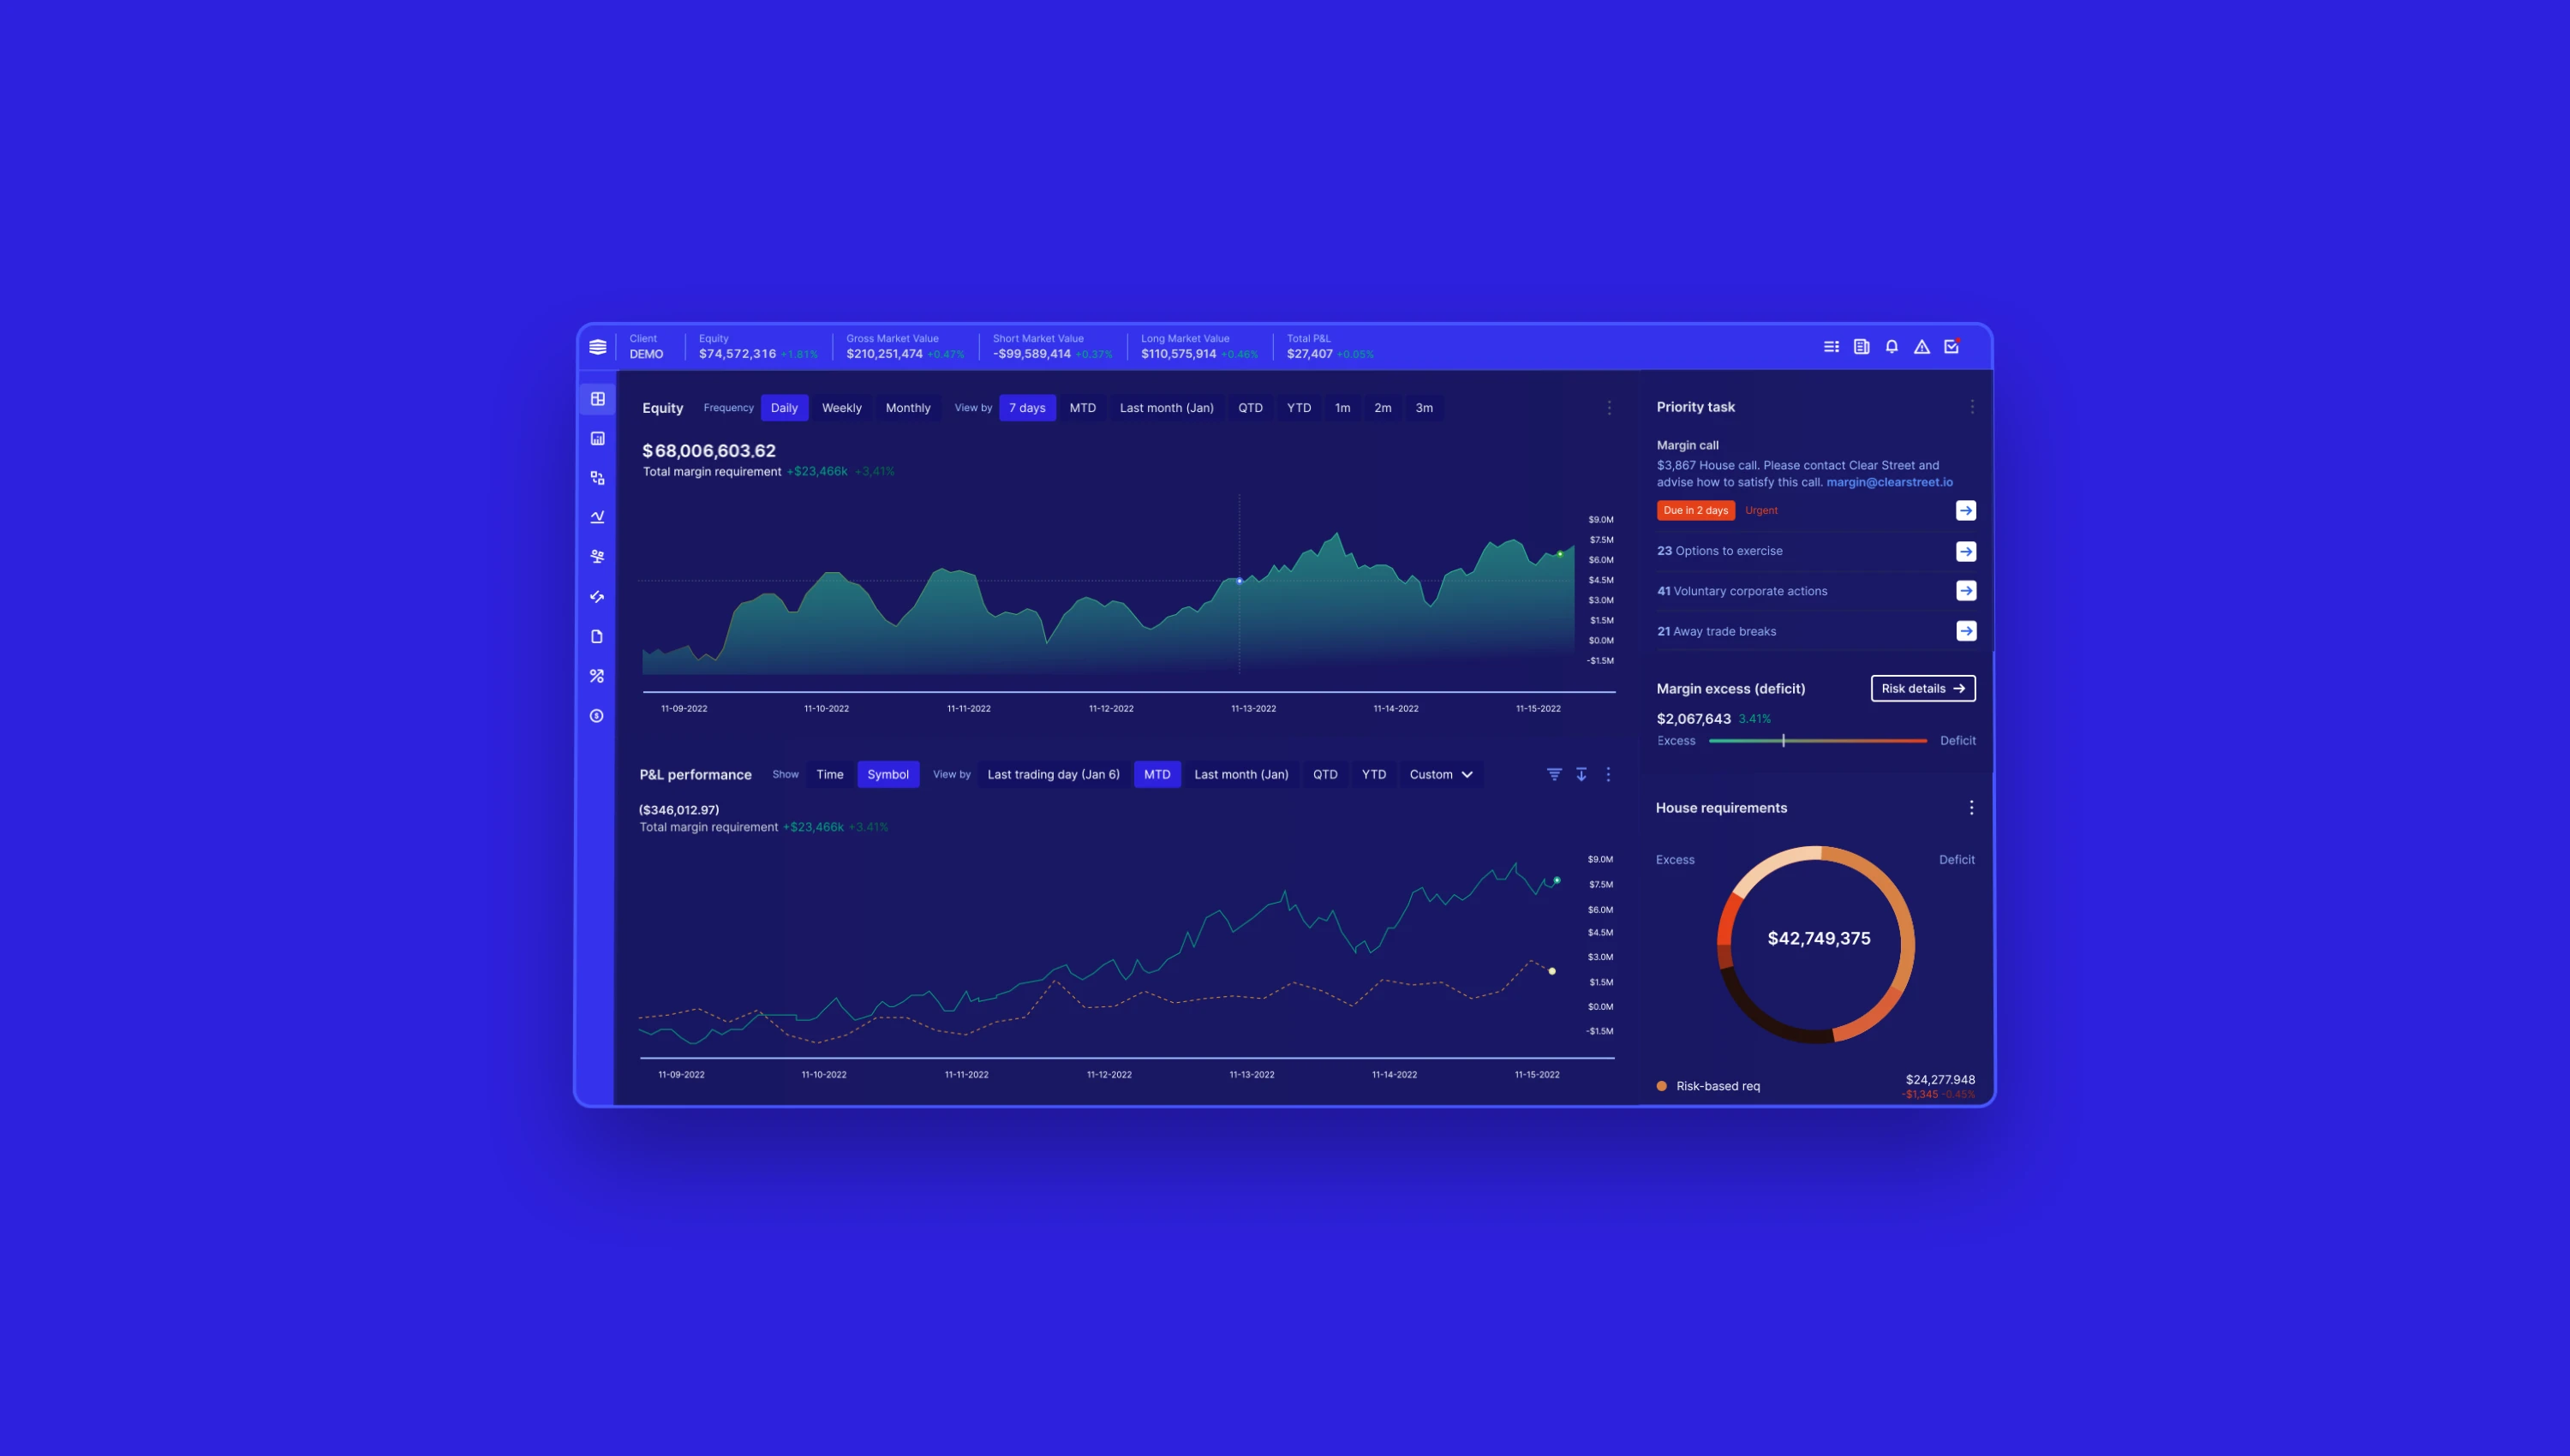 Client
DEMO
Equity
$74,572,316 +1.81%
Gross Market Value
$210,251,474 +0.47%
Short Market Value
-$99,589,414 +0.37%
Long Market Value
$110,575,914 +0.46%
Total P&L
$27,407 +0.05%
Equity Frequency Daily Weekly Monthly View by 7 days MTD Last month (Jan) QTD YTD 1m 2m 3m
$68,006,603.62
Total margin requirement +$23,466k +3,41%
$9.0M
$7.5M
$6.0M
$4.5M
$3.0M
$1.5M
$0.0M
-$1.5M
11-09-2022 11-10-2022 11-11-2022 11-12-2022 11-13-2022 11-14-2022 11-15-2022
P&L performance Show Time Symbol View by Last trading day (Jan 6) MTD Last month (Jan) QTD YTD Custom
($346,012.97)
Total margin requirement +$23,466k +3.41%
$9.0M
$7.5M
$6.0M
$4.5M
$3.0M
$1.5M
$0.0M
-$1.5M
11-09-2022 11-10-2022 11-11-2022 11-12-2022 11-13-2022 11-14-2022 11-15-2022
Priority task
Margin call
$3,867 House call. Please contact Clear Street and
advise how to satisfy this call. margin@clearstreet.io
Due in 2 days Urgent
23 Options to exercise
41 Voluntary corporate actions
21 Away trade breaks
Margin excess (deficit) Risk details
$2,067,643 3.41%
Excess Deficit
House requirements
Excess Deficit
$42,749,375
Risk-based req $24,277.948
-$1,345 -0.45%